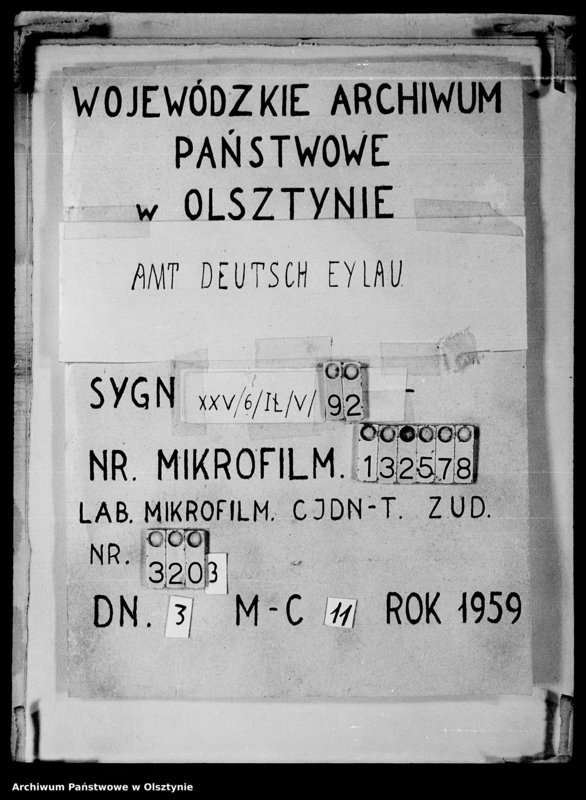 WOJEWÓDZKIE ARCHIWUM
PAŃSTWOWE
w OLSZTYNIE
AMT DEUTSCH EYLAU
SYGN XXV/6/IŁ/V/ 92 -
NR. MIKROFILM. 132578
LAB. MIKROFILM. CJDN-T. ZUD.
NR. 3203
DN. 3 M-C 11 ROK 1959
Archiwum Państwowe w Olsztynie